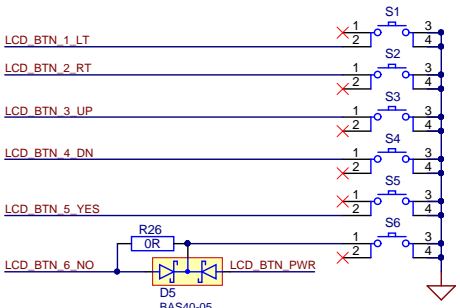 S1
1 3
LCD_BTN_1_LT 2 4
S2
LCD_BTN_2_RT 1 3
2 4
S3
LCD_BTN_3_UP 1 3
2 4
S4
LCD_BTN_4_DN 1 3
2 4
S5
1 3
LCD_BTN_5_YES 2 4
S6
R26
0R 1 3
2 4
LCD_BTN_6_NO LCD_BTN_PWR
D5
BAS40-05